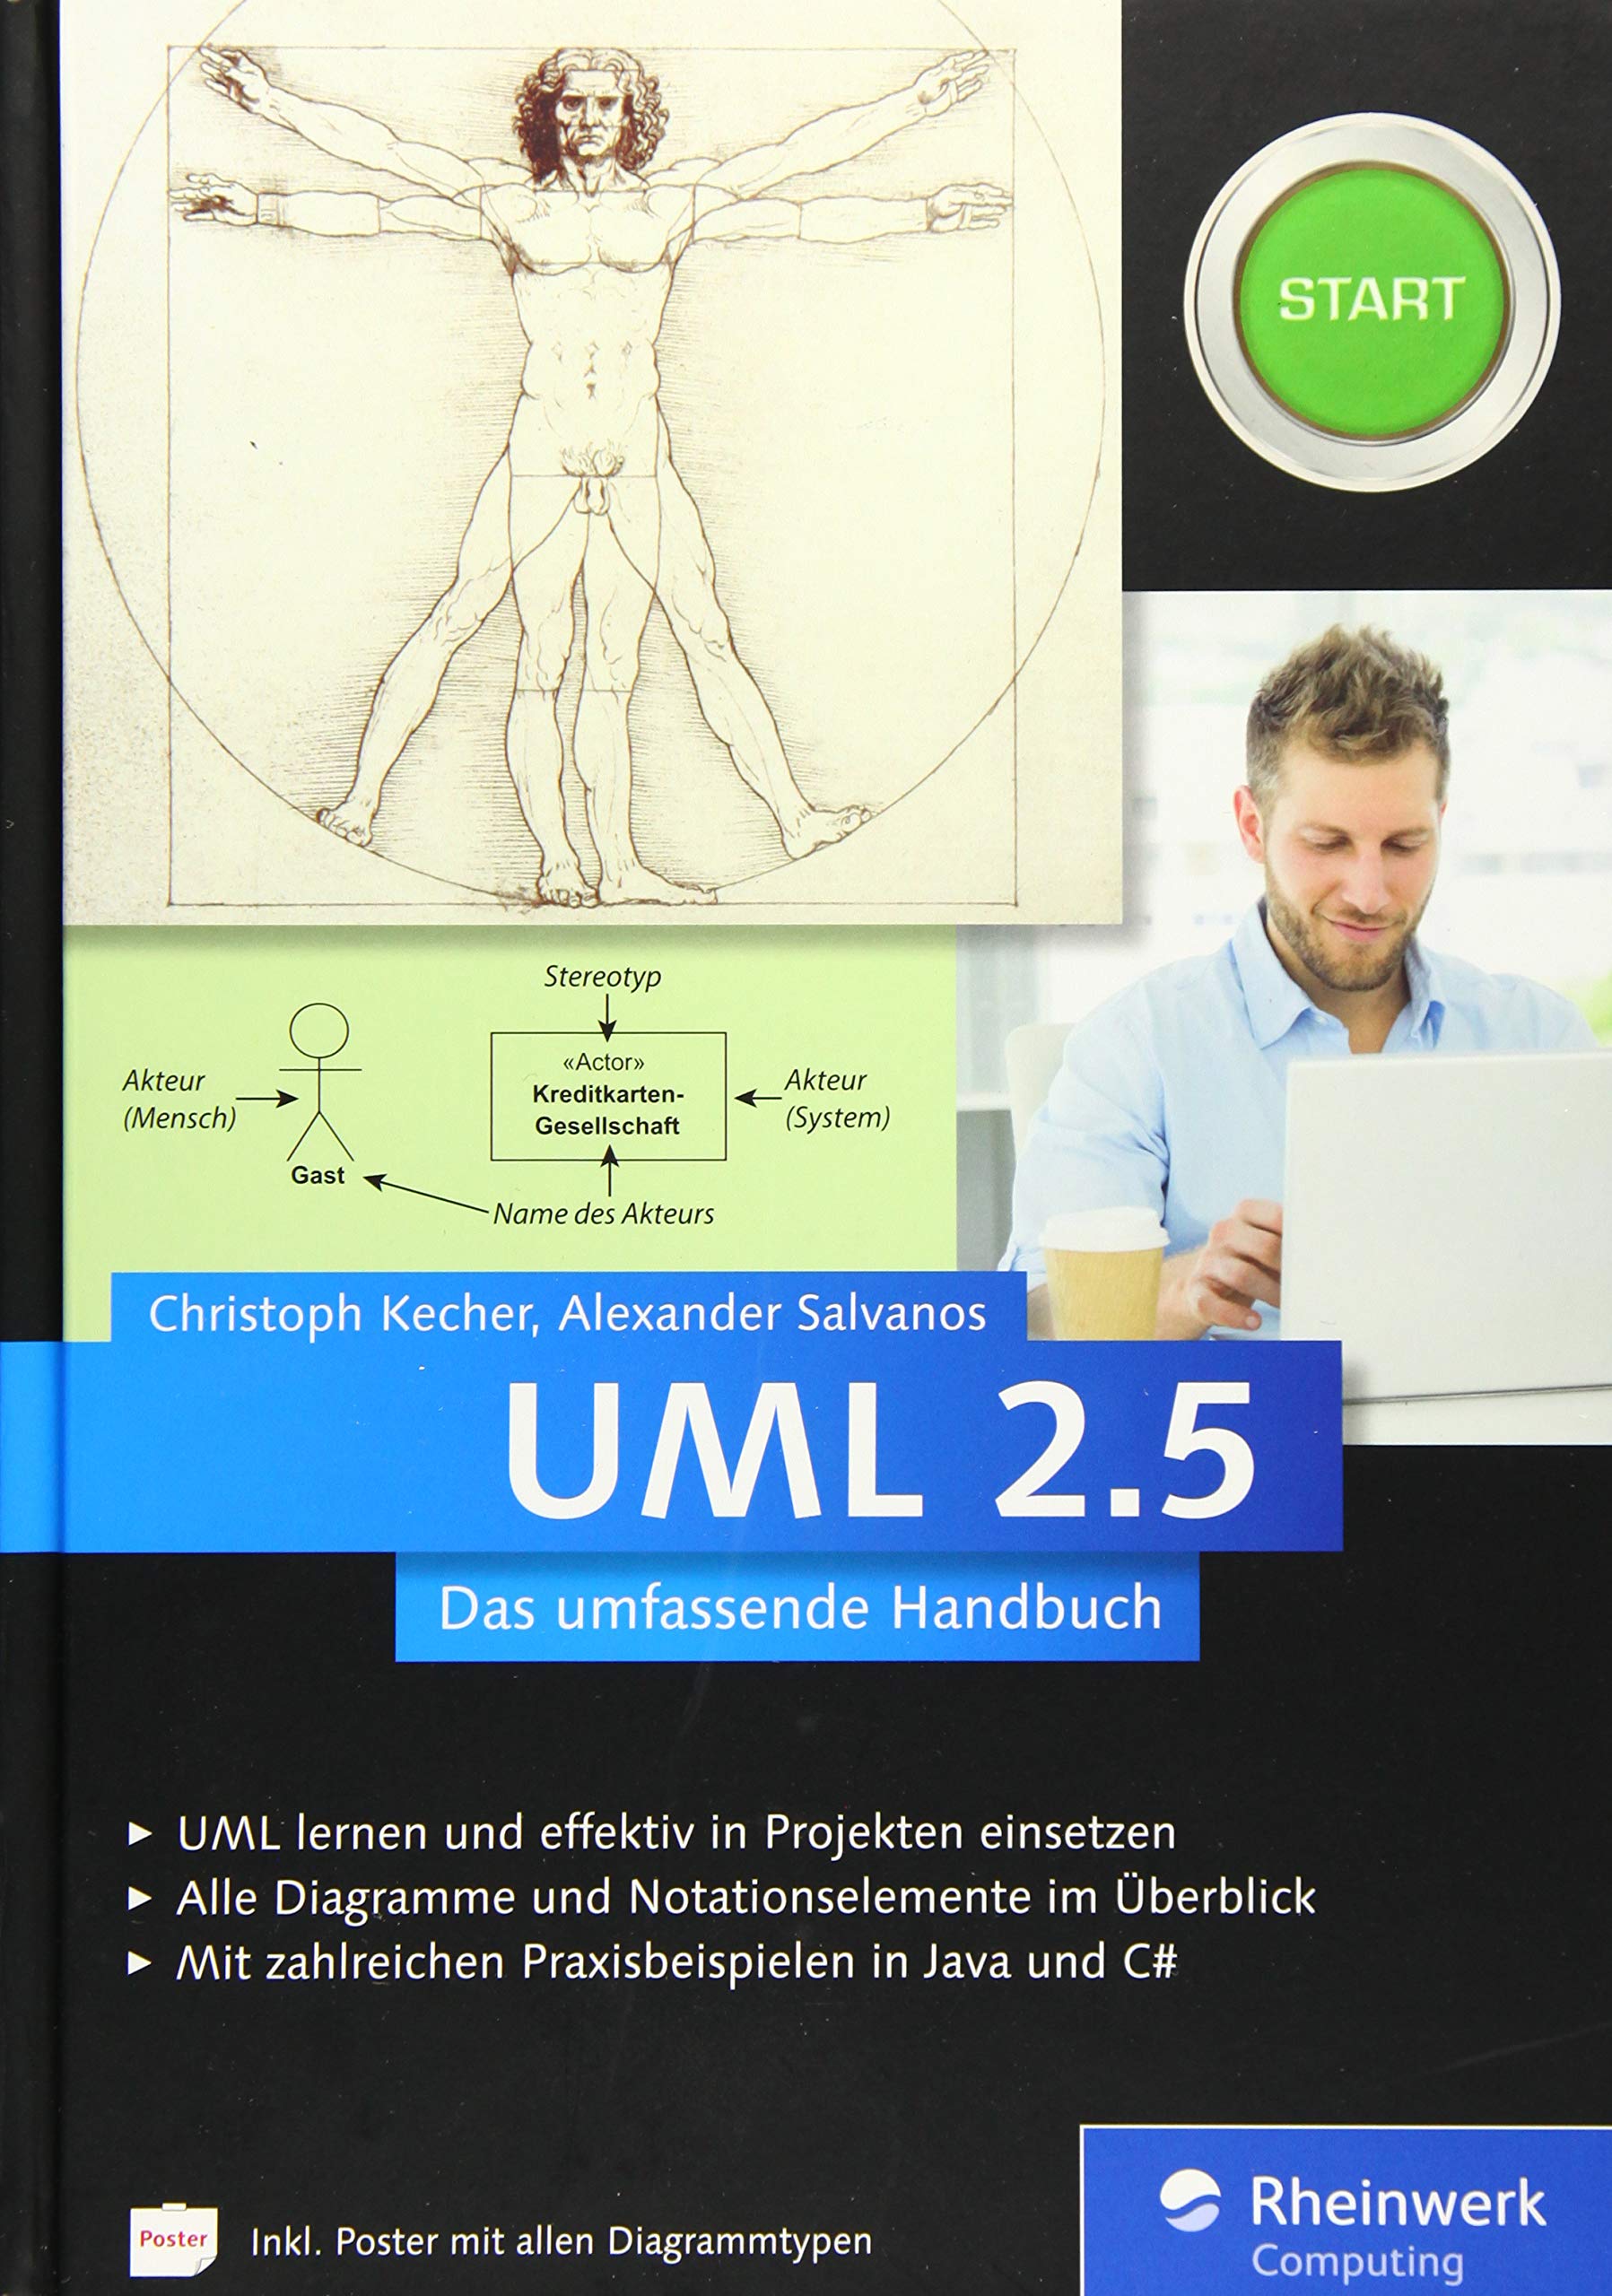 START
Stereotyp
Akteur
(Mensch)
«Actor»
Kreditkarten-
Gesellschaft
Akteur
(System)
Gast
Name des Akteurs
Christoph Kecher, Alexander Salvanos
UML 2.5
Das umfassende Handbuch
► UML lernen und effektiv in Projekten einsetzen
► Alle Diagramme und Notationselemente im Überblick
► Mit zahlreichen Praxisbeispielen in Java und C#
Poster
Inkl. Poster mit allen Diagrammtypen
Rheinwerk
Computing